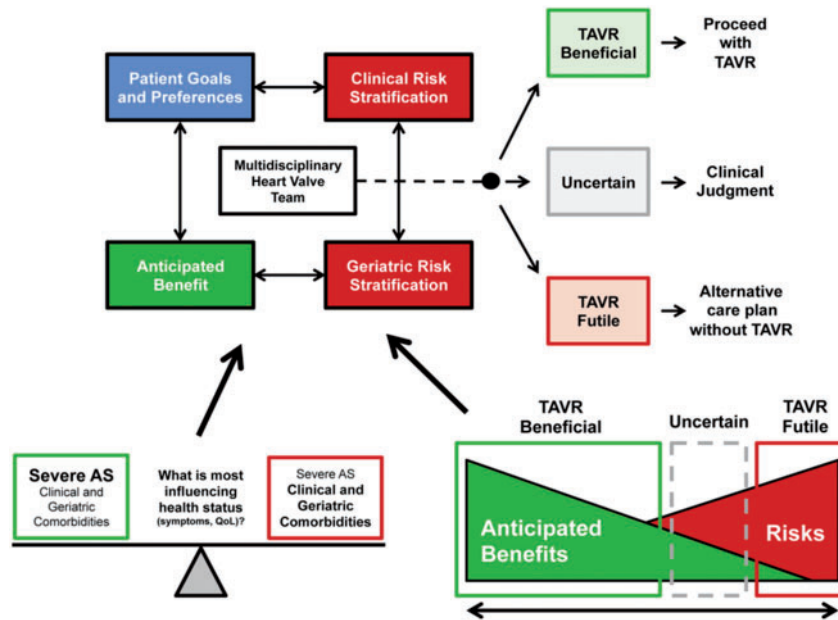 TAVR
Beneficial
Proceed
with
TAVR
Patient Goals
and Preferences
Clinical Risk
Stratification
Multidisciplinary
Heart Valve
Team
Uncertain
Clinical
Judgment
Anticipated
Benefit
Geriatric Risk
Stratification
TAVR
Futile
Alternative
care plan
without TAVR
Severe AS
Clinical and
Geriatric
Comorbidities
What is most
influencing
health status
(symptoms, QoL)?
Severe AS
Clinical and
Geriatric
Comorbidities
TAVR
Beneficial
Uncertain
TAVR
Futile
Anticipated
Benefits
Risks